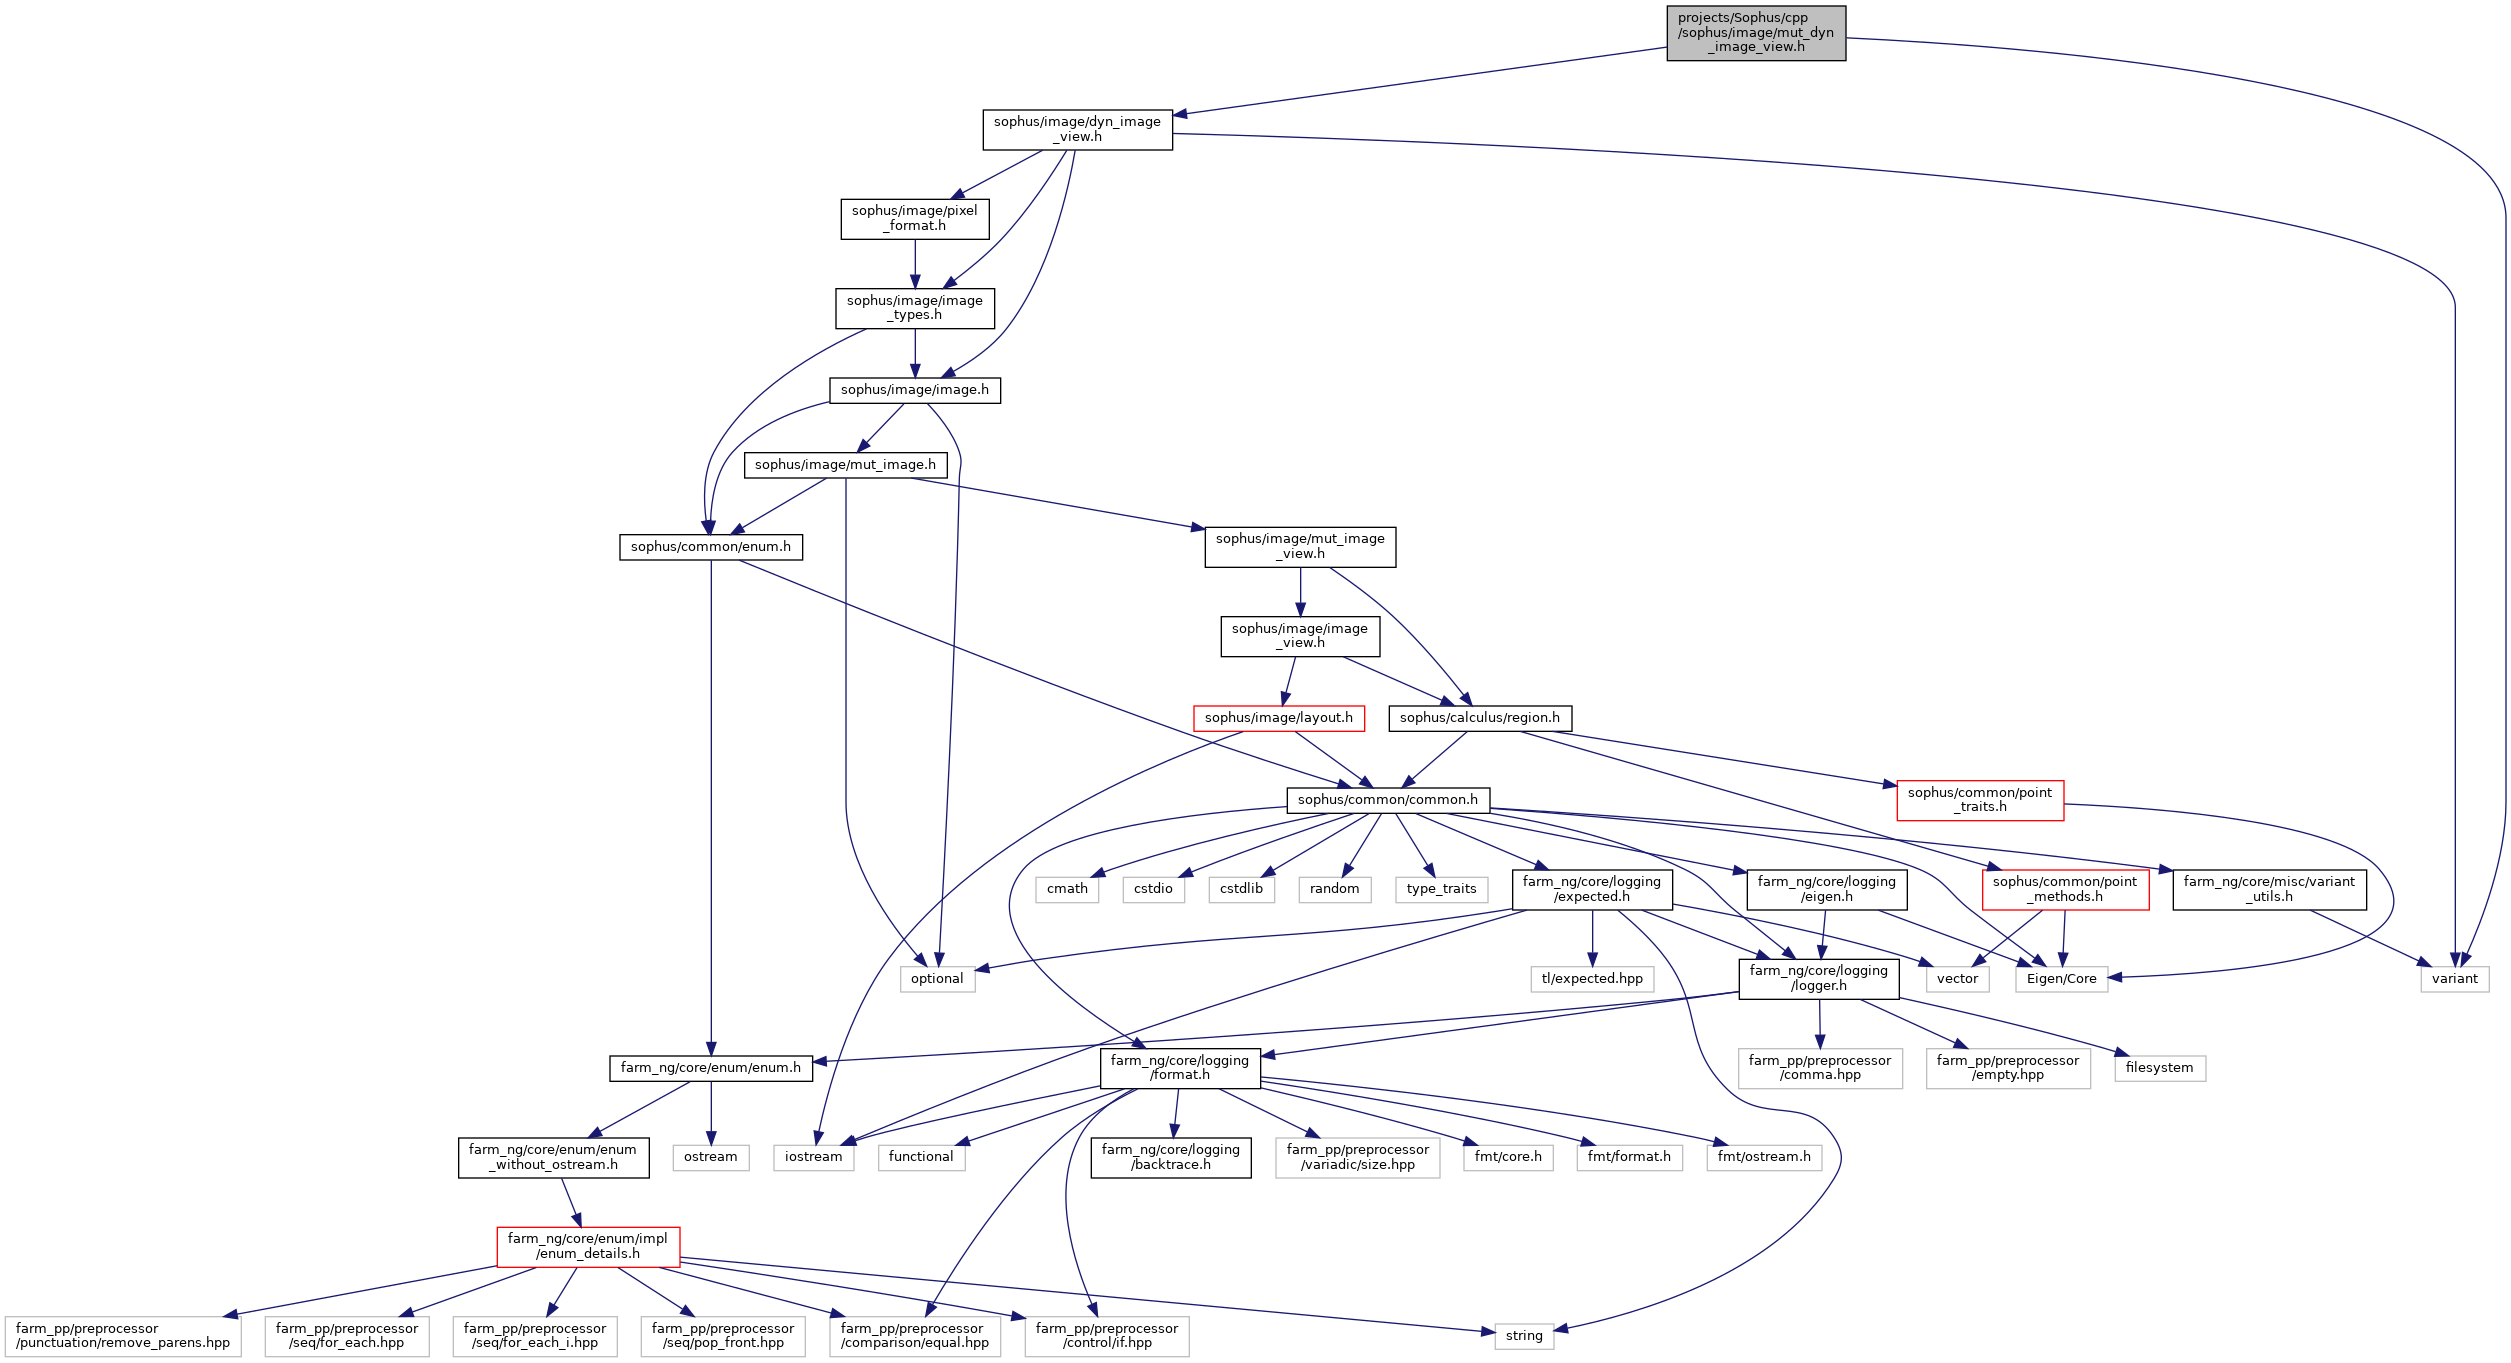 projects/Sophus/cpp
/sophus/image/mut_dyn
_image_view.h
sophus/image/dyn_image
_view.h
sophus/image/pixel
_format.h
sophus/image/image
_types.h
sophus/image/image.h
sophus/image/mut_image.h
sophus/common/enum.h
sophus/image/mut_image
_view.h
sophus/image/image
_view.h
sophus/image/layout.h
sophus/calculus/region.h
sophus/common/common.h
sophus/common/point
_traits.h
cmath
cstdio
cstdlib
random
type_traits
farm_ng/core/logging
/expected.h
farm_ng/core/logging
/eigen.h
sophus/common/point
_methods.h
farm_ng/core/misc/variant
_utils.h
optional
tl/expected.hpp
farm_ng/core/logging
/logger.h
vector
Eigen/Core
variant
farm_ng/core/enum/enum.h
farm_ng/core/logging
/format.h
farm_pp/preprocessor
/comma.hpp
farm_pp/preprocessor
/empty.hpp
filesystem
farm_ng/core/enum/enum
_without_ostream.h
ostream
iostream
functional
farm_ng/core/logging
/backtrace.h
farm_pp/preprocessor
/variadic/size.hpp
fmt/core.h
fmt/format.h
fmt/ostream.h
farm_ng/core/enum/impl
/enum_details.h
farm_pp/preprocessor
/punctuation/remove_parens.hpp
farm_pp/preprocessor
/seq/for_each.hpp
farm_pp/preprocessor
/seq/for_each_i.hpp
farm_pp/preprocessor
/seq/pop_front.hpp
farm_pp/preprocessor
/comparison/equal.hpp
farm_pp/preprocessor
/control/if.hpp
string